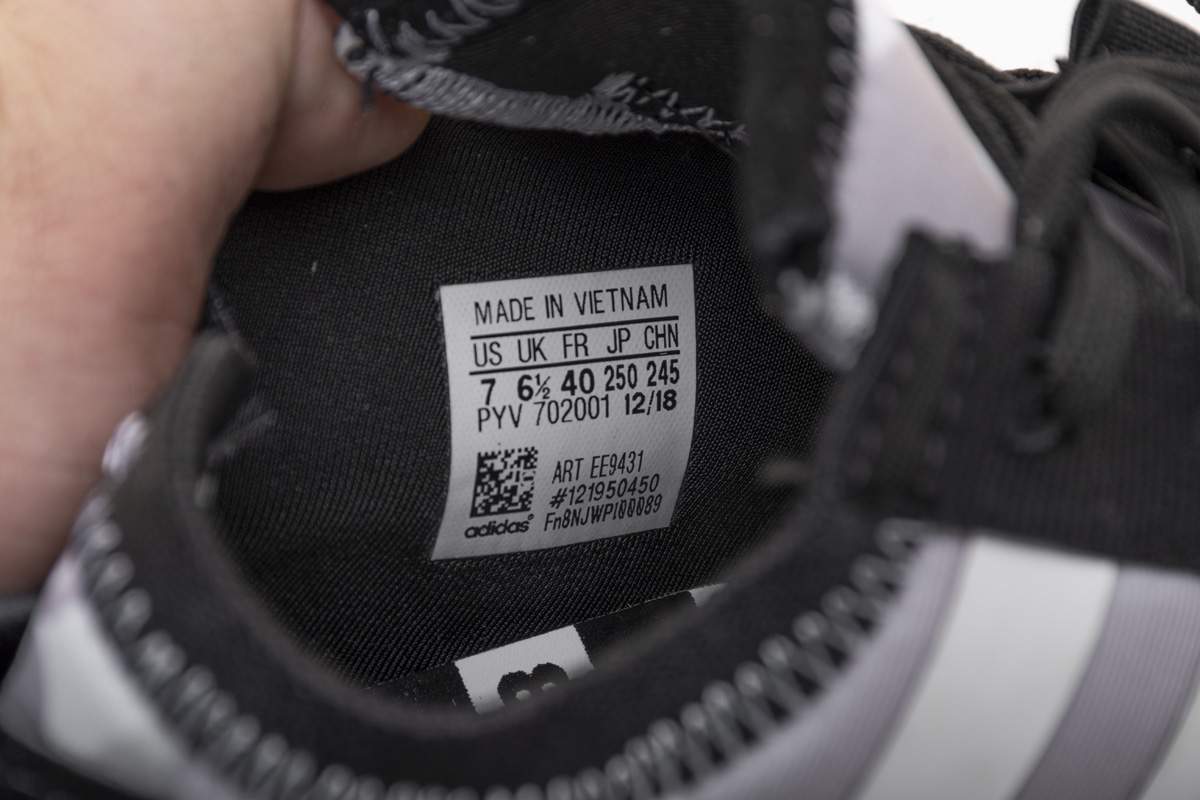 MADE IN VIETNAM
US UK FR JP CHN
7 6½ 40 250 245
PYV 702001 12/18
ART EE9431
#121950450
Fn8NJWPI00089
adidas®